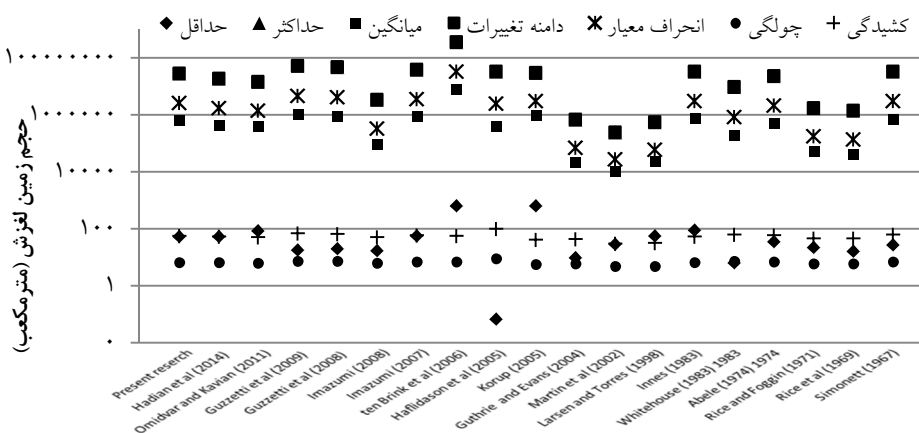 حداقل حداکثر میانگین دامنه تغییرات انحراف معیار چولگی کشیدگی
۱۰۰۰۰۰۰۰۰
۱۰۰۰۰۰۰
۱۰۰۰۰
۱۰۰
۱
۰
حجم زمین لغزش (مترمکعب)
Present reserch
Hadian et al (2014)
Omidvar and Kavian (2011)
Guzzetti et al (2009)
Guzzetti et al (2008)
Imaizumi (2008)
Imazumi (2007)
ten Brink et al (2006)
Haflidason et al (2005)
Korup (2005)
Guthrie and Evans (2004)
Martin et al (2002)
Larsen and Torres (1998)
Innes (1983)
Whitehouse (1983) 1983
Abele (1974) 1974
Rice and Foggin (1971)
Rice et al (1969)
Simonett (1967)